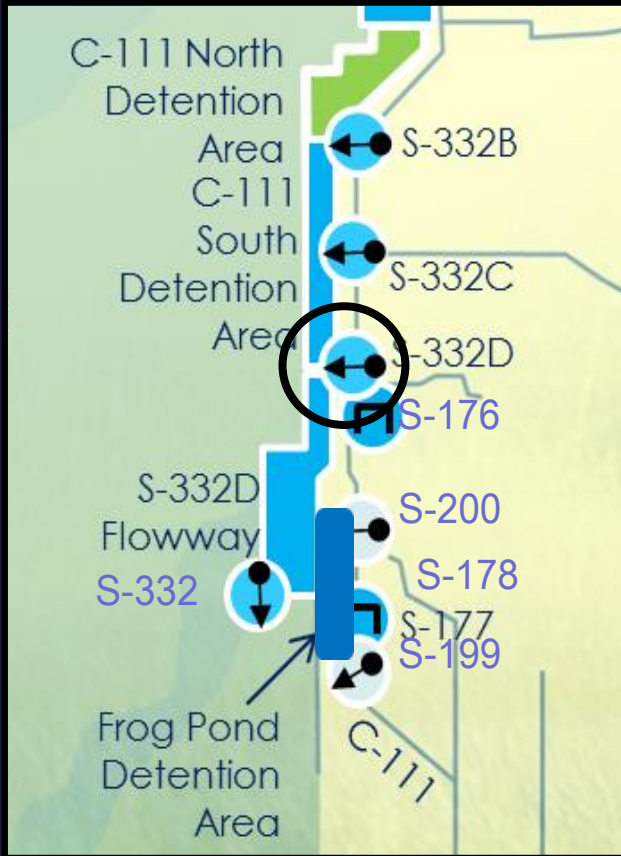 C-111 North
Detention
Area
S-332B
C-111
South
Detention
Area
S-332C
S-332D
S-176
S-332D
Flowway
S-200
S-178
S-332
S-177
S-199
Frog Pond
Detention
Area
C-111